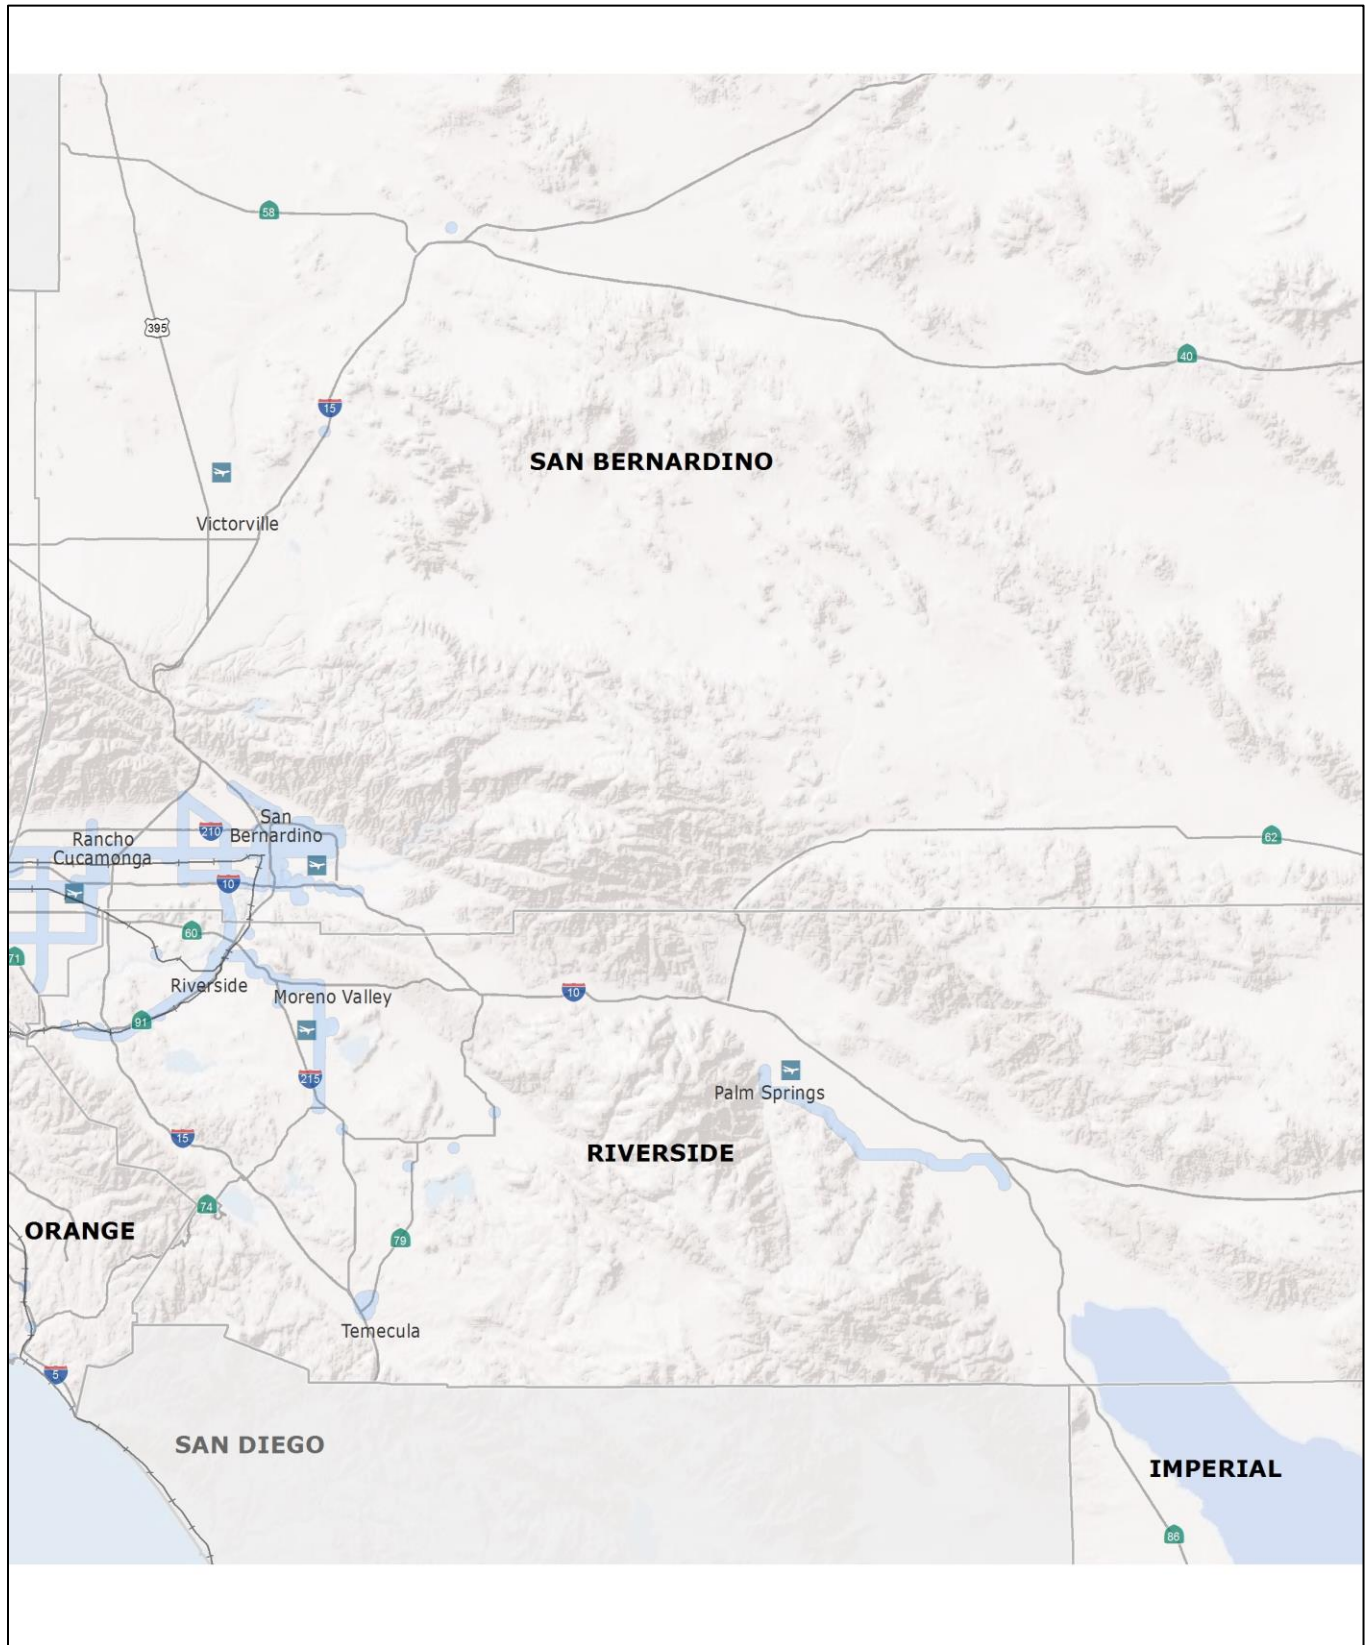 58
395
40
15
SAN BERNARDINO
Victorville
San
Bernardino
210
Rancho
Cucamonga
62
10
60
71
Riverside
Moreno Valley
10
91
215
Palm Springs
15
RIVERSIDE
74
ORANGE
79
Temecula
5
SAN DIEGO
IMPERIAL
86